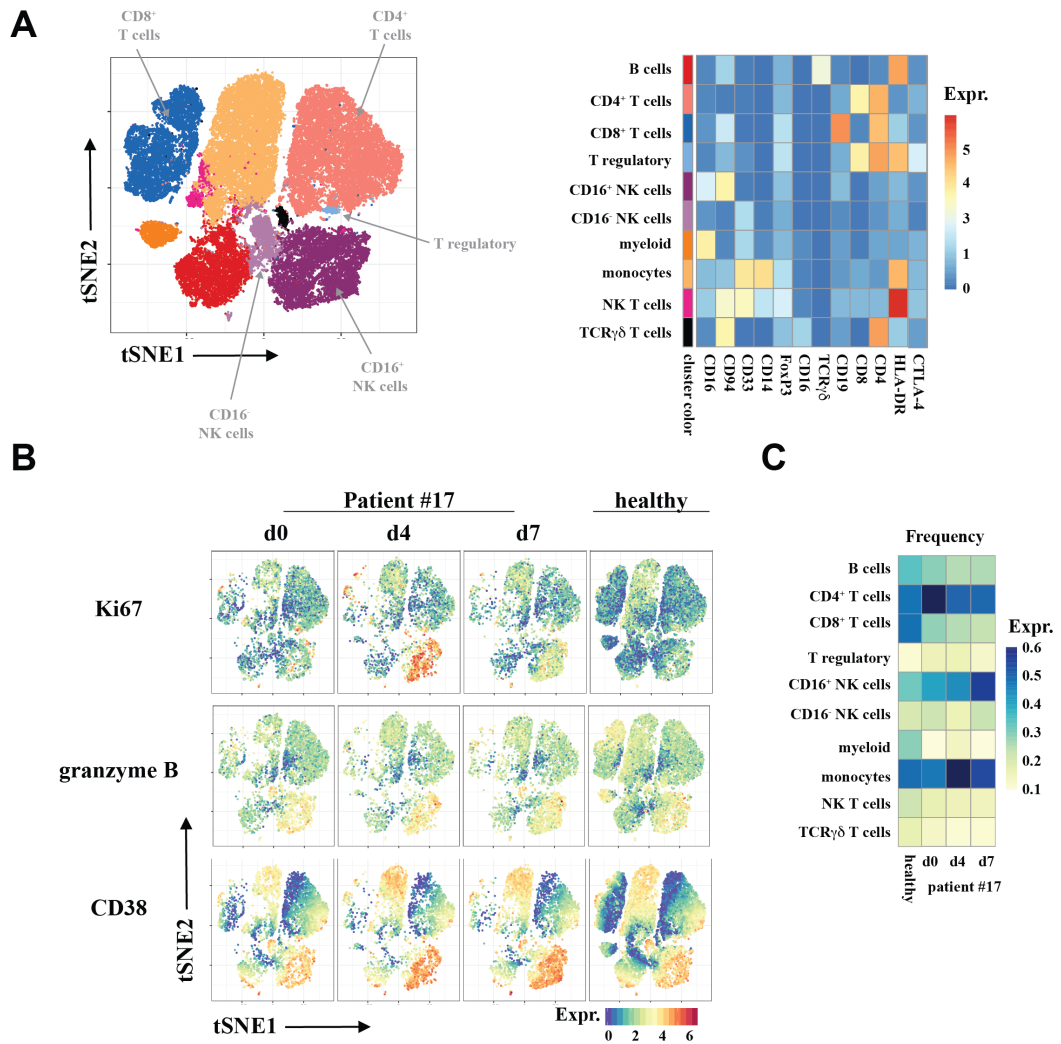 A
CD8⁺
T cells
CD4⁺
T cells
T regulatory
CD16⁺
NK cells
CD16⁻
NK cells
tSNE2
tSNE1
B cells
CD4⁺ T cells
CD8⁺ T cells
T regulatory
CD16⁺ NK cells
CD16⁻ NK cells
myeloid
monocytes
NK T cells
TCRγδ T cells
cluster color
CD16
CD94
CD33
CD14
FoxP3
CD16
TCRγδ
CD19
CD8
CD4
HLA-DR
CTLA-4
Expr.
5
4
3
2
1
0
B
Patient #17
healthy
d0
d4
d7
Ki67
granzyme B
CD38
tSNE2
tSNE1
Expr.
0 2 4 6
C
Frequency
B cells
CD4⁺ T cells
CD8⁺ T cells
T regulatory
CD16⁺ NK cells
CD16⁻ NK cells
myeloid
monocytes
NK T cells
TCRγδ T cells
healthy
d0
d4
d7
patient #17
Expr.
0.6
0.5
0.4
0.3
0.2
0.1